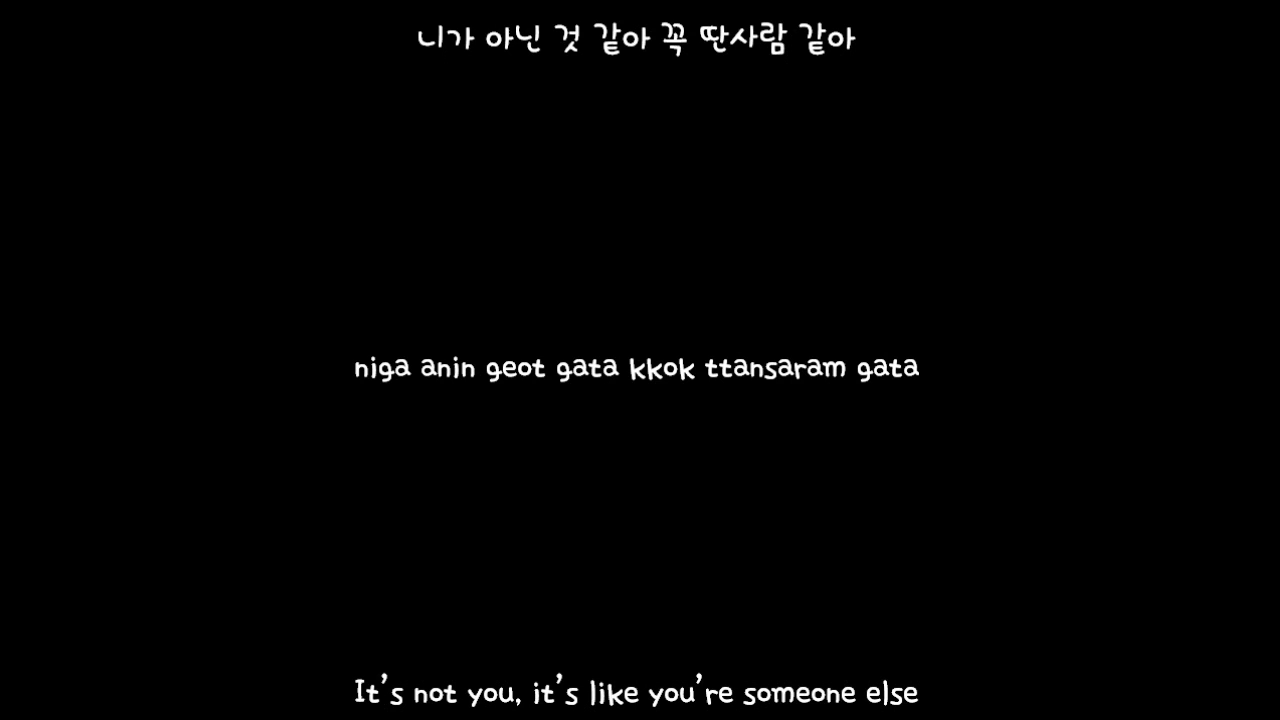 니가 아닌 것 같아 꼭 딴사람 같아
niga anin geot gata kkok ttansaram gata
It's not you, it's like you're someone else